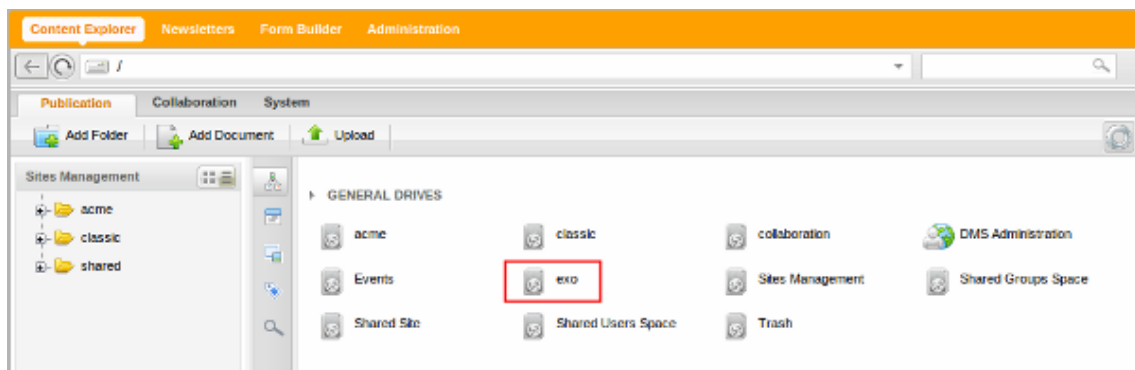 Content Explorer Newsletters Form Builder Administration
/
Publication Collaboration System
Add Folder Add Document Upload
Sites Management
acme
classic
shared
GENERAL DRIVES
acme classic collaboration DMS Administration
Events exo Sites Management Shared Groups Space
Shared Site Shared Users Space Trash